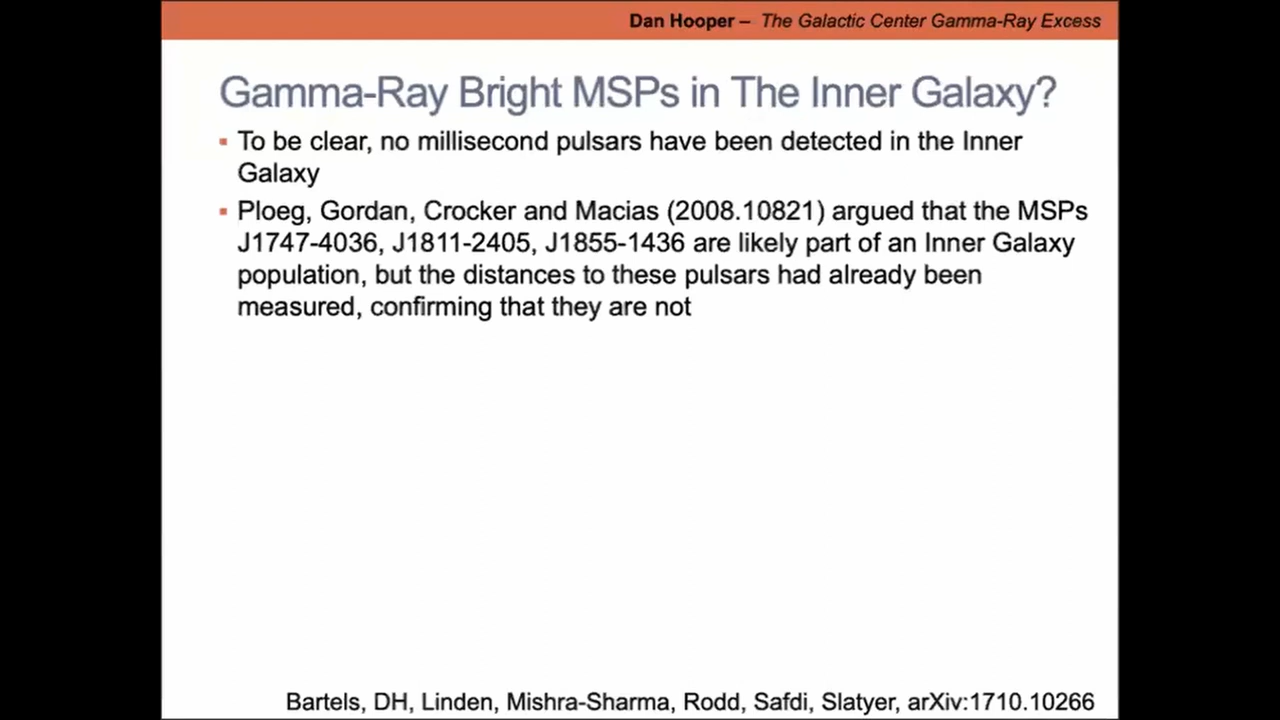 Dan Hooper – The Galactic Center Gamma-Ray Excess
Gamma-Ray Bright MSPs in The Inner Galaxy?
▪ To be clear, no millisecond pulsars have been detected in the Inner
Galaxy
▪ Ploeg, Gordan, Crocker and Macias (2008.10821) argued that the MSPs
J1747-4036, J1811-2405, J1855-1436 are likely part of an Inner Galaxy
population, but the distances to these pulsars had already been
measured, confirming that they are not
Bartels, DH, Linden, Mishra-Sharma, Rodd, Safdi, Slatyer, arXiv:1710.10266